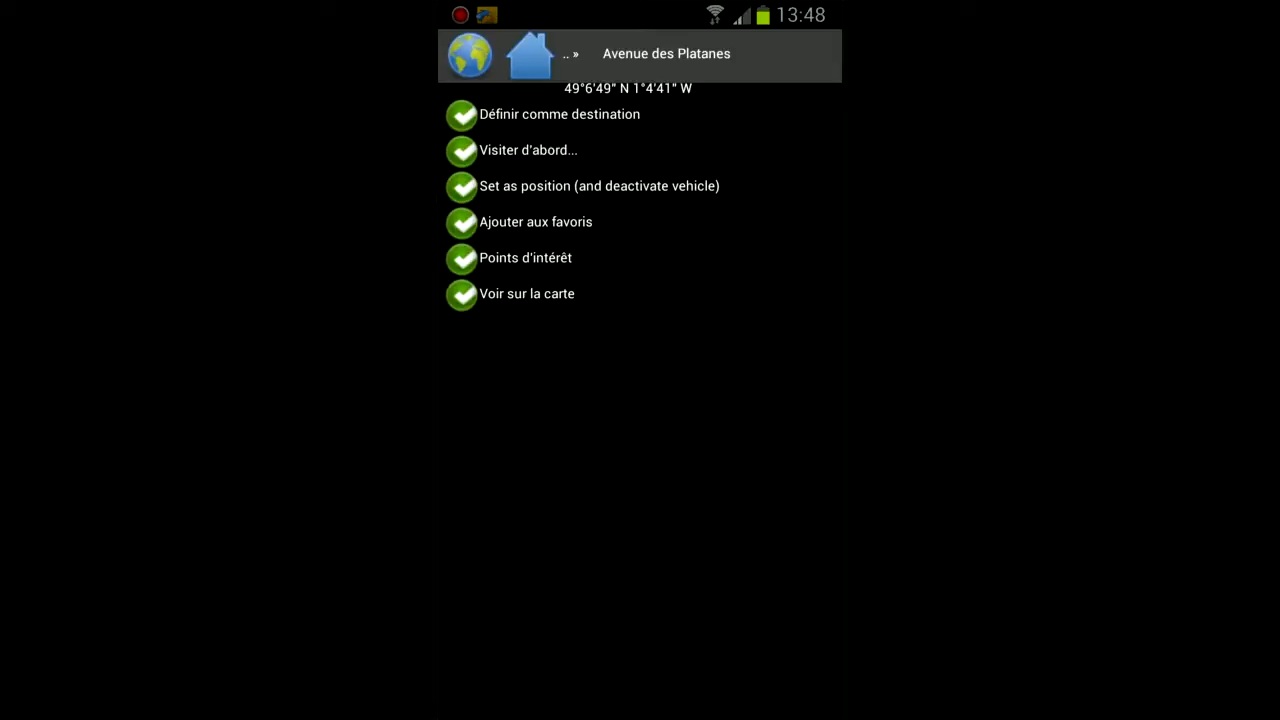 13:48
.. » Avenue des Platanes
49°6'49" N 1°4'41" W
Définir comme destination
Visiter d'abord...
Set as position (and deactivate vehicle)
Ajouter aux favoris
Points d'intérêt
Voir sur la carte